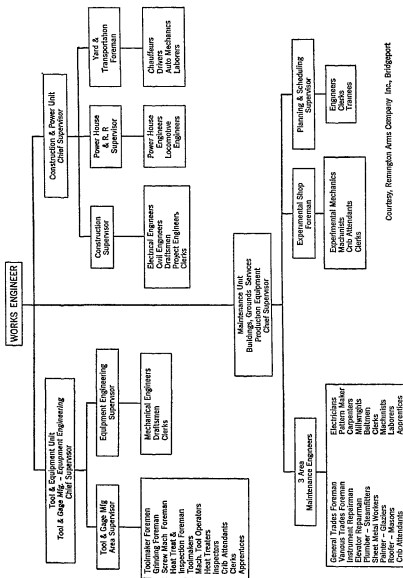 WORKS ENGINEER
Tool & Equipment Unit
Tool & Gage Mfg. - Equipment Engineering
Chief Supervisor
Construction & Power Unit
Chief Supervisor
Tool & Gage Mfg
Area Supervisor
Equipment Engineering
Supervisor
Construction
Supervisor
Power House
& R. R
Supervisor
Yard &
Transportation
Foreman
Toolmaker Foremen
Grinding Foreman
Screw Mach Foreman
Heat Treat &
Inspection Foreman
Toolmakers
Mach. Tool Operators
Heat Treaters
Inspectors
Crib Attendants
Clerks
Apprentices
Mechanical Engineers
Draftsmen
Clerks
Electrical Engineers
Civil Engineers
Draftsmen
Project Engineers
Clerks
Power House
Engineers
Locomotive
Engineers
Chauffeurs
Drivers
Auto Mechanics
Laborers
Maintenance Unit
Buildings, Grounds Services
Production Equipment
Chief Supervisor
3 Area
Maintenance Engineers
Experimental Shop
Foreman
Planning & Scheduling
Supervisor
General Trades Foreman
Various Trades Foreman
Instrument Repairman
Elevator Repairman
Plumber - Steamfitters
Sheet Metal Workers
Painter - Glaziers
Roofer - Masons
Crib Attendants
Electricians
Pattern Maker
Carpenters
Millwrights
Beltmen
Clerks
Machinists
Laborers
Apprentices
Experimental Mechanics
Machinists
Crib Attendants
Clerks
Engineers
Clerks
Trainees
Courtesy, Remington Arms Company Inc, Bridgeport